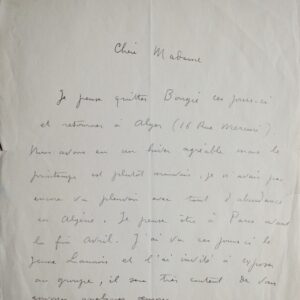 Chère Madame
Je pense quitter Bougie ces jours-ci
et retourner à Alger (16 Rue Mercuri).
Nous avons eu un hiver agréable mais le
printemps est plutôt mauvais, je n'avais pas
encore vu pleuvoir avec tant d'abondance
en Algérie. Je pense être à Paris avant
la fin Avril. J'ai vu ces jours-ci le
jeune Launois et l'ai invité à exposer
au groupe, il sera très content de vous
envoyer quelques